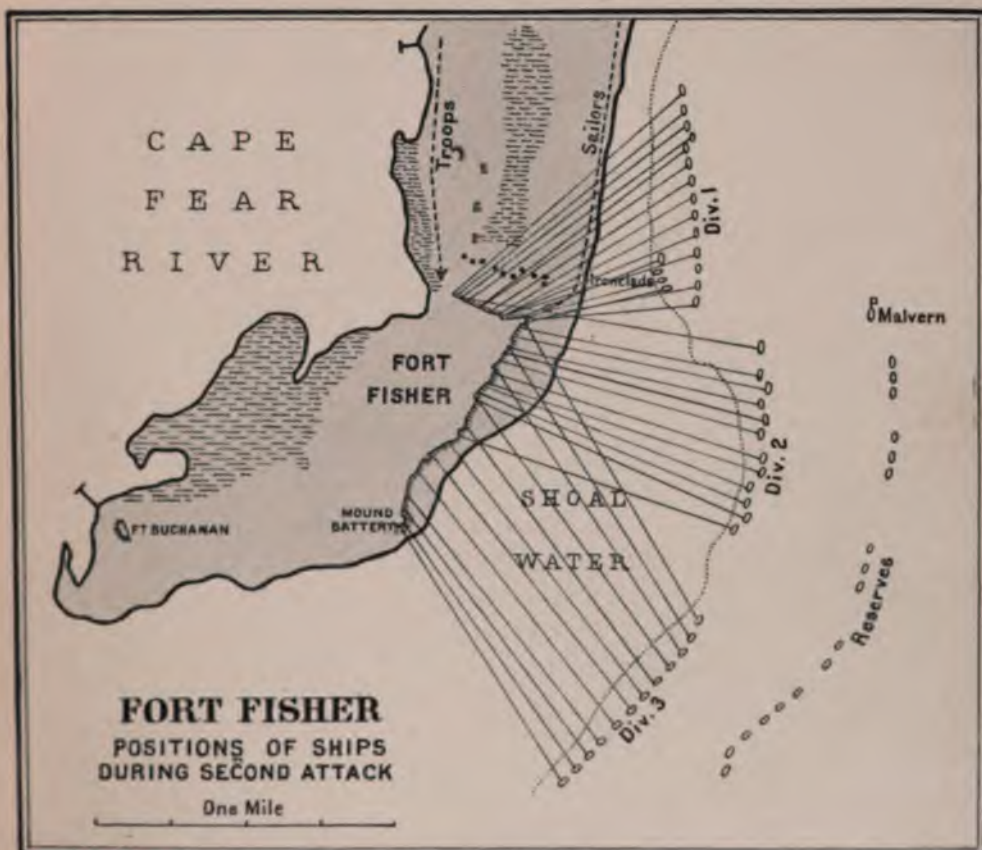 CAPE
FEAR
RIVER
Troops
Sailors
Div. 1
Ironclads
Malvern
FORT
FISHER
Div. 2
SHOAL
WATER
MOUND
BATTERY
FT BUCHANAN
Reserves
Div. 3
FORT FISHER
POSITIONS OF SHIPS
DURING SECOND ATTACK
One Mile